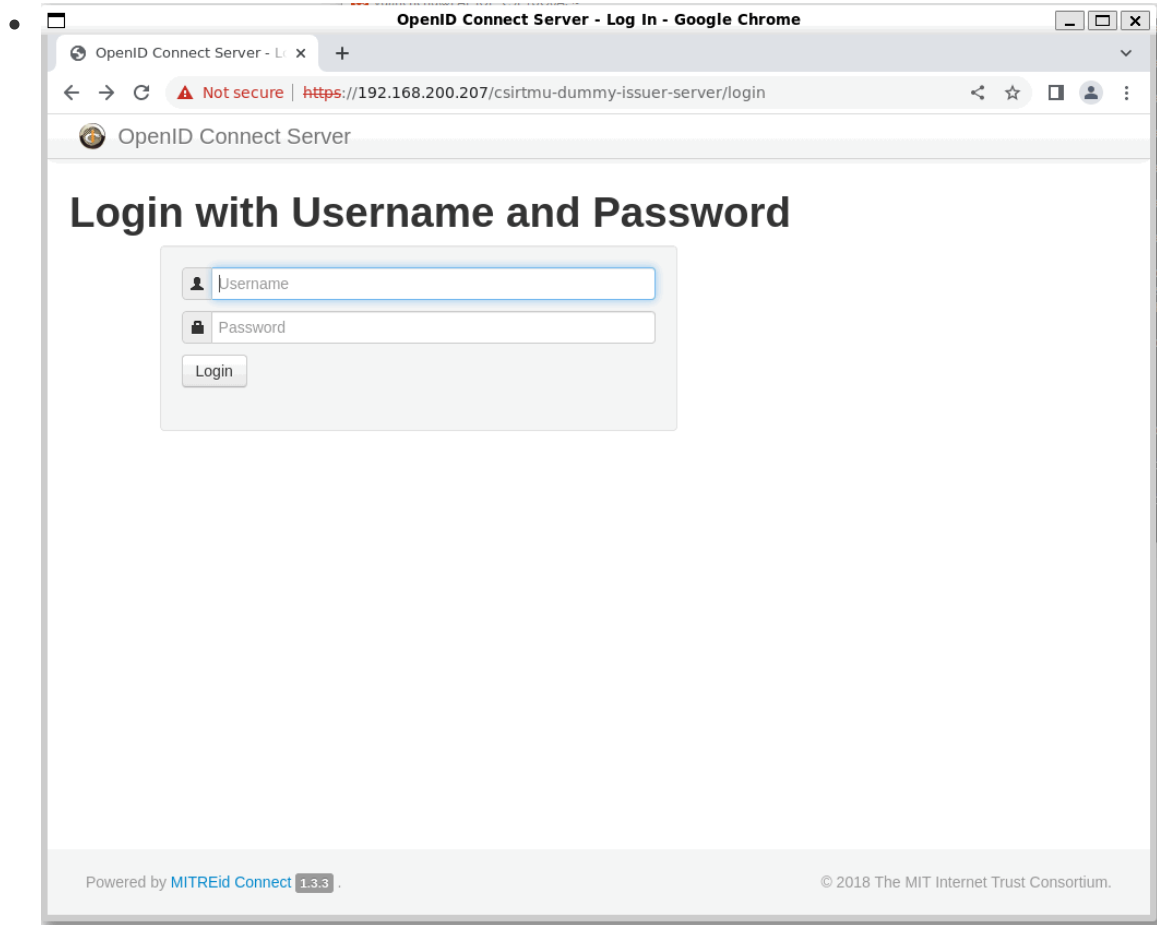 OpenID Connect Server - Log In - Google Chrome
OpenID Connect Server - L
Not secure | https://192.168.200.207/csirtmu-dummy-issuer-server/login
OpenID Connect Server
Login with Username and Password
Username
Password
Login
Powered by MITREid Connect 1.3.3 .
© 2018 The MIT Internet Trust Consortium.